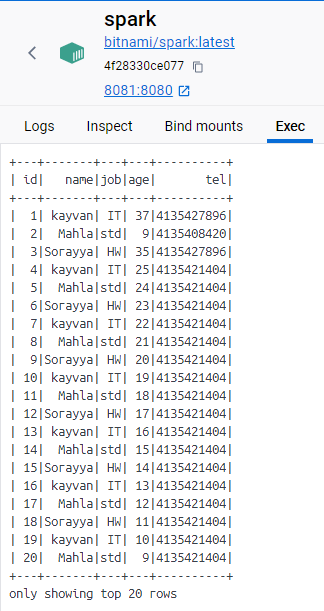 spark
bitnami/spark:latest
4f28330ce077
8081:8080
Logs Inspect Bind mounts Exec
+---+-------+---+---+----------+
| id|   name|job|age|       tel|
+---+-------+---+---+----------+
|  1| kayvan| IT| 37|4135427896|
|  2|  Mahla|std|  9|4135408420|
|  3|Sorayya| HW| 35|4135427896|
|  4| kayvan| IT| 25|4135421404|
|  5|  Mahla|std| 24|4135421404|
|  6|Sorayya| HW| 23|4135421404|
|  7| kayvan| IT| 22|4135421404|
|  8|  Mahla|std| 21|4135421404|
|  9|Sorayya| HW| 20|4135421404|
| 10| kayvan| IT| 19|4135421404|
| 11|  Mahla|std| 18|4135421404|
| 12|Sorayya| HW| 17|4135421404|
| 13| kayvan| IT| 16|4135421404|
| 14|  Mahla|std| 15|4135421404|
| 15|Sorayya| HW| 14|4135421404|
| 16| kayvan| IT| 13|4135421404|
| 17|  Mahla|std| 12|4135421404|
| 18|Sorayya| HW| 11|4135421404|
| 19| kayvan| IT| 10|4135421404|
| 20|  Mahla|std|  9|4135421404|
+---+-------+---+---+----------+
only showing top 20 rows